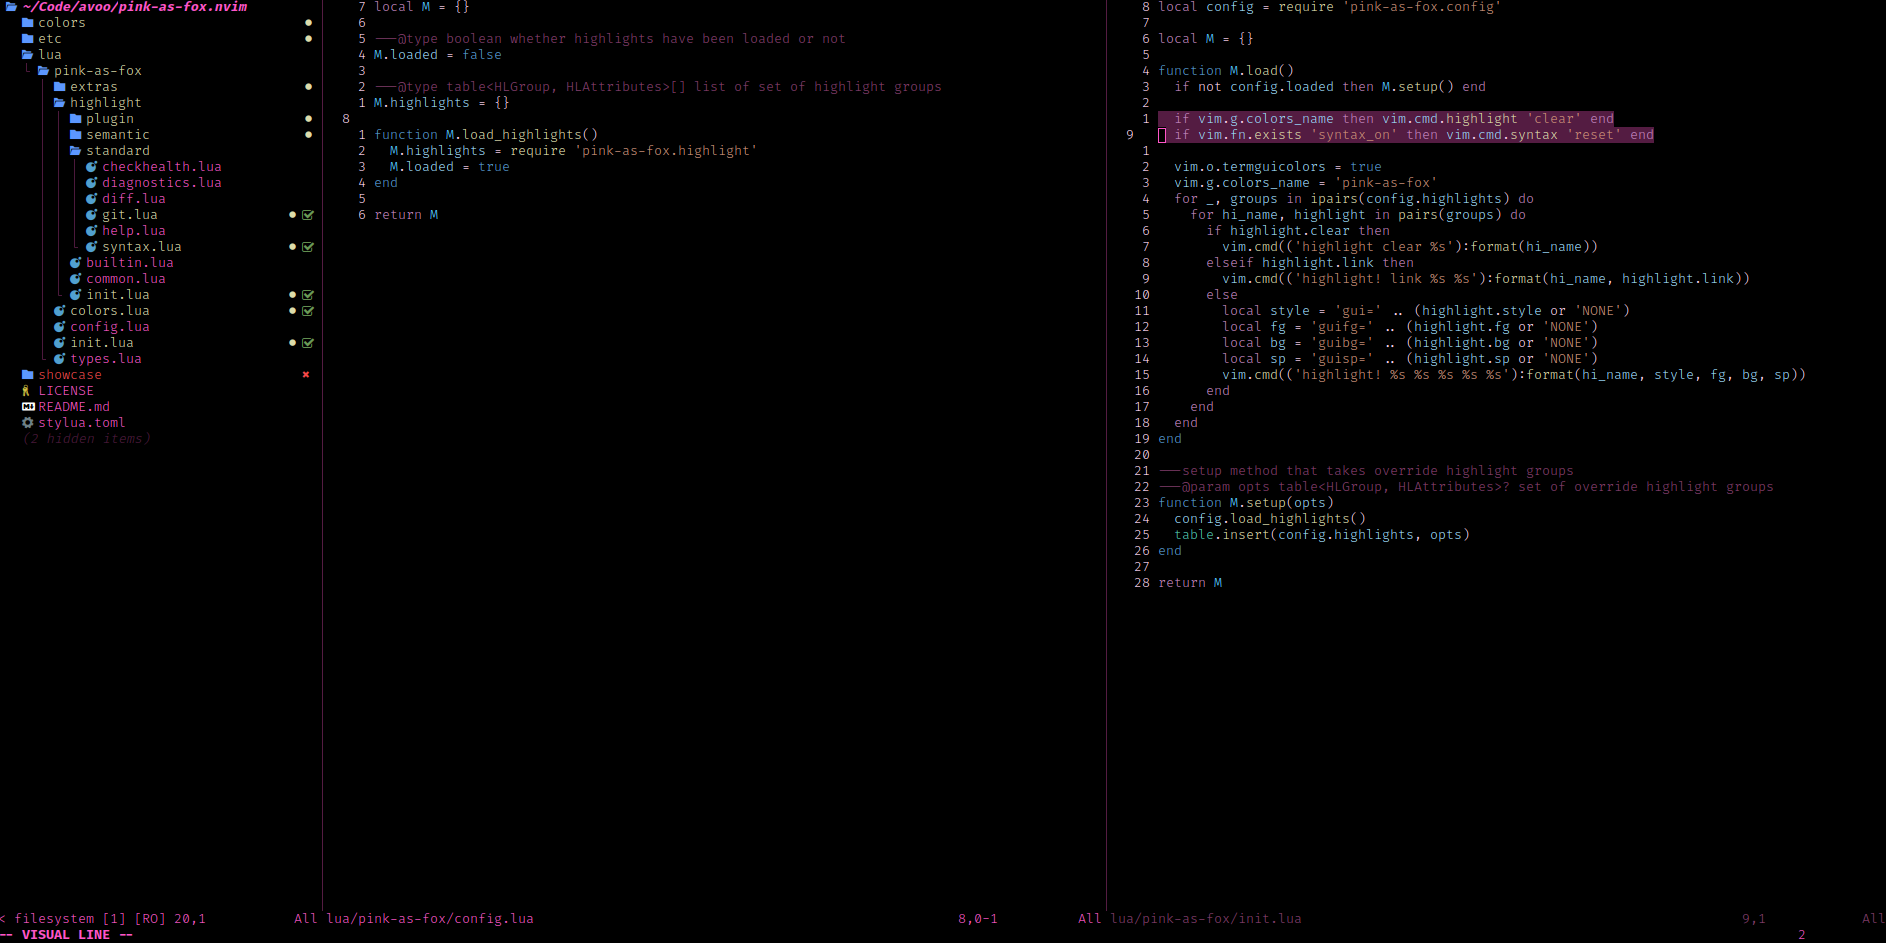 ~/Code/avoo/pink-as-fox.nvim
colors
etc
lua
pink-as-fox
extras
highlight
plugin
semantic
standard
checkhealth.lua
diagnostics.lua
diff.lua
git.lua
help.lua
syntax.lua
builtin.lua
common.lua
init.lua
colors.lua
config.lua
init.lua
types.lua
showcase
LICENSE
README.md
stylua.toml
(2 hidden items)
7 local M = {}
6
5 ---@type boolean whether highlights have been loaded or not
4 M.loaded = false
3
2 ---@type table<HLGroup, HLAttributes>[] list of set of highlight groups
1 M.highlights = {}
8
1 function M.load_highlights()
2   M.highlights = require 'pink-as-fox.highlight'
3   M.loaded = true
4 end
5
6 return M
8 local config = require 'pink-as-fox.config'
7
6 local M = {}
5
4 function M.load()
3   if not config.loaded then M.setup() end
2
1   if vim.g.colors_name then vim.cmd.highlight 'clear' end
9   if vim.fn.exists 'syntax_on' then vim.cmd.syntax 'reset' end
1
2   vim.o.termguicolors = true
3   vim.g.colors_name = 'pink-as-fox'
4   for _, groups in ipairs(config.highlights) do
5     for hi_name, highlight in pairs(groups) do
6       if highlight.clear then
7         vim.cmd(('highlight clear %s'):format(hi_name))
8       elseif highlight.link then
9         vim.cmd(('highlight! link %s %s'):format(hi_name, highlight.link))
10       else
11         local style = 'gui=' .. (highlight.style or 'NONE')
12         local fg = 'guifg=' .. (highlight.fg or 'NONE')
13         local bg = 'guibg=' .. (highlight.bg or 'NONE')
14         local sp = 'guisp=' .. (highlight.sp or 'NONE')
15         vim.cmd(('highlight! %s %s %s %s %s'):format(hi_name, style, fg, bg, sp))
16       end
17     end
18   end
19 end
20
21 ---setup method that takes override highlight groups
22 ---@param opts table<HLGroup, HLAttributes>? set of override highlight groups
23 function M.setup(opts)
24   config.load_highlights()
25   table.insert(config.highlights, opts)
26 end
27
28 return M
< filesystem [1] [RO] 20,1 All lua/pink-as-fox/config.lua 8,0-1 All lua/pink-as-fox/init.lua 9,1 All
-- VISUAL LINE -- 2